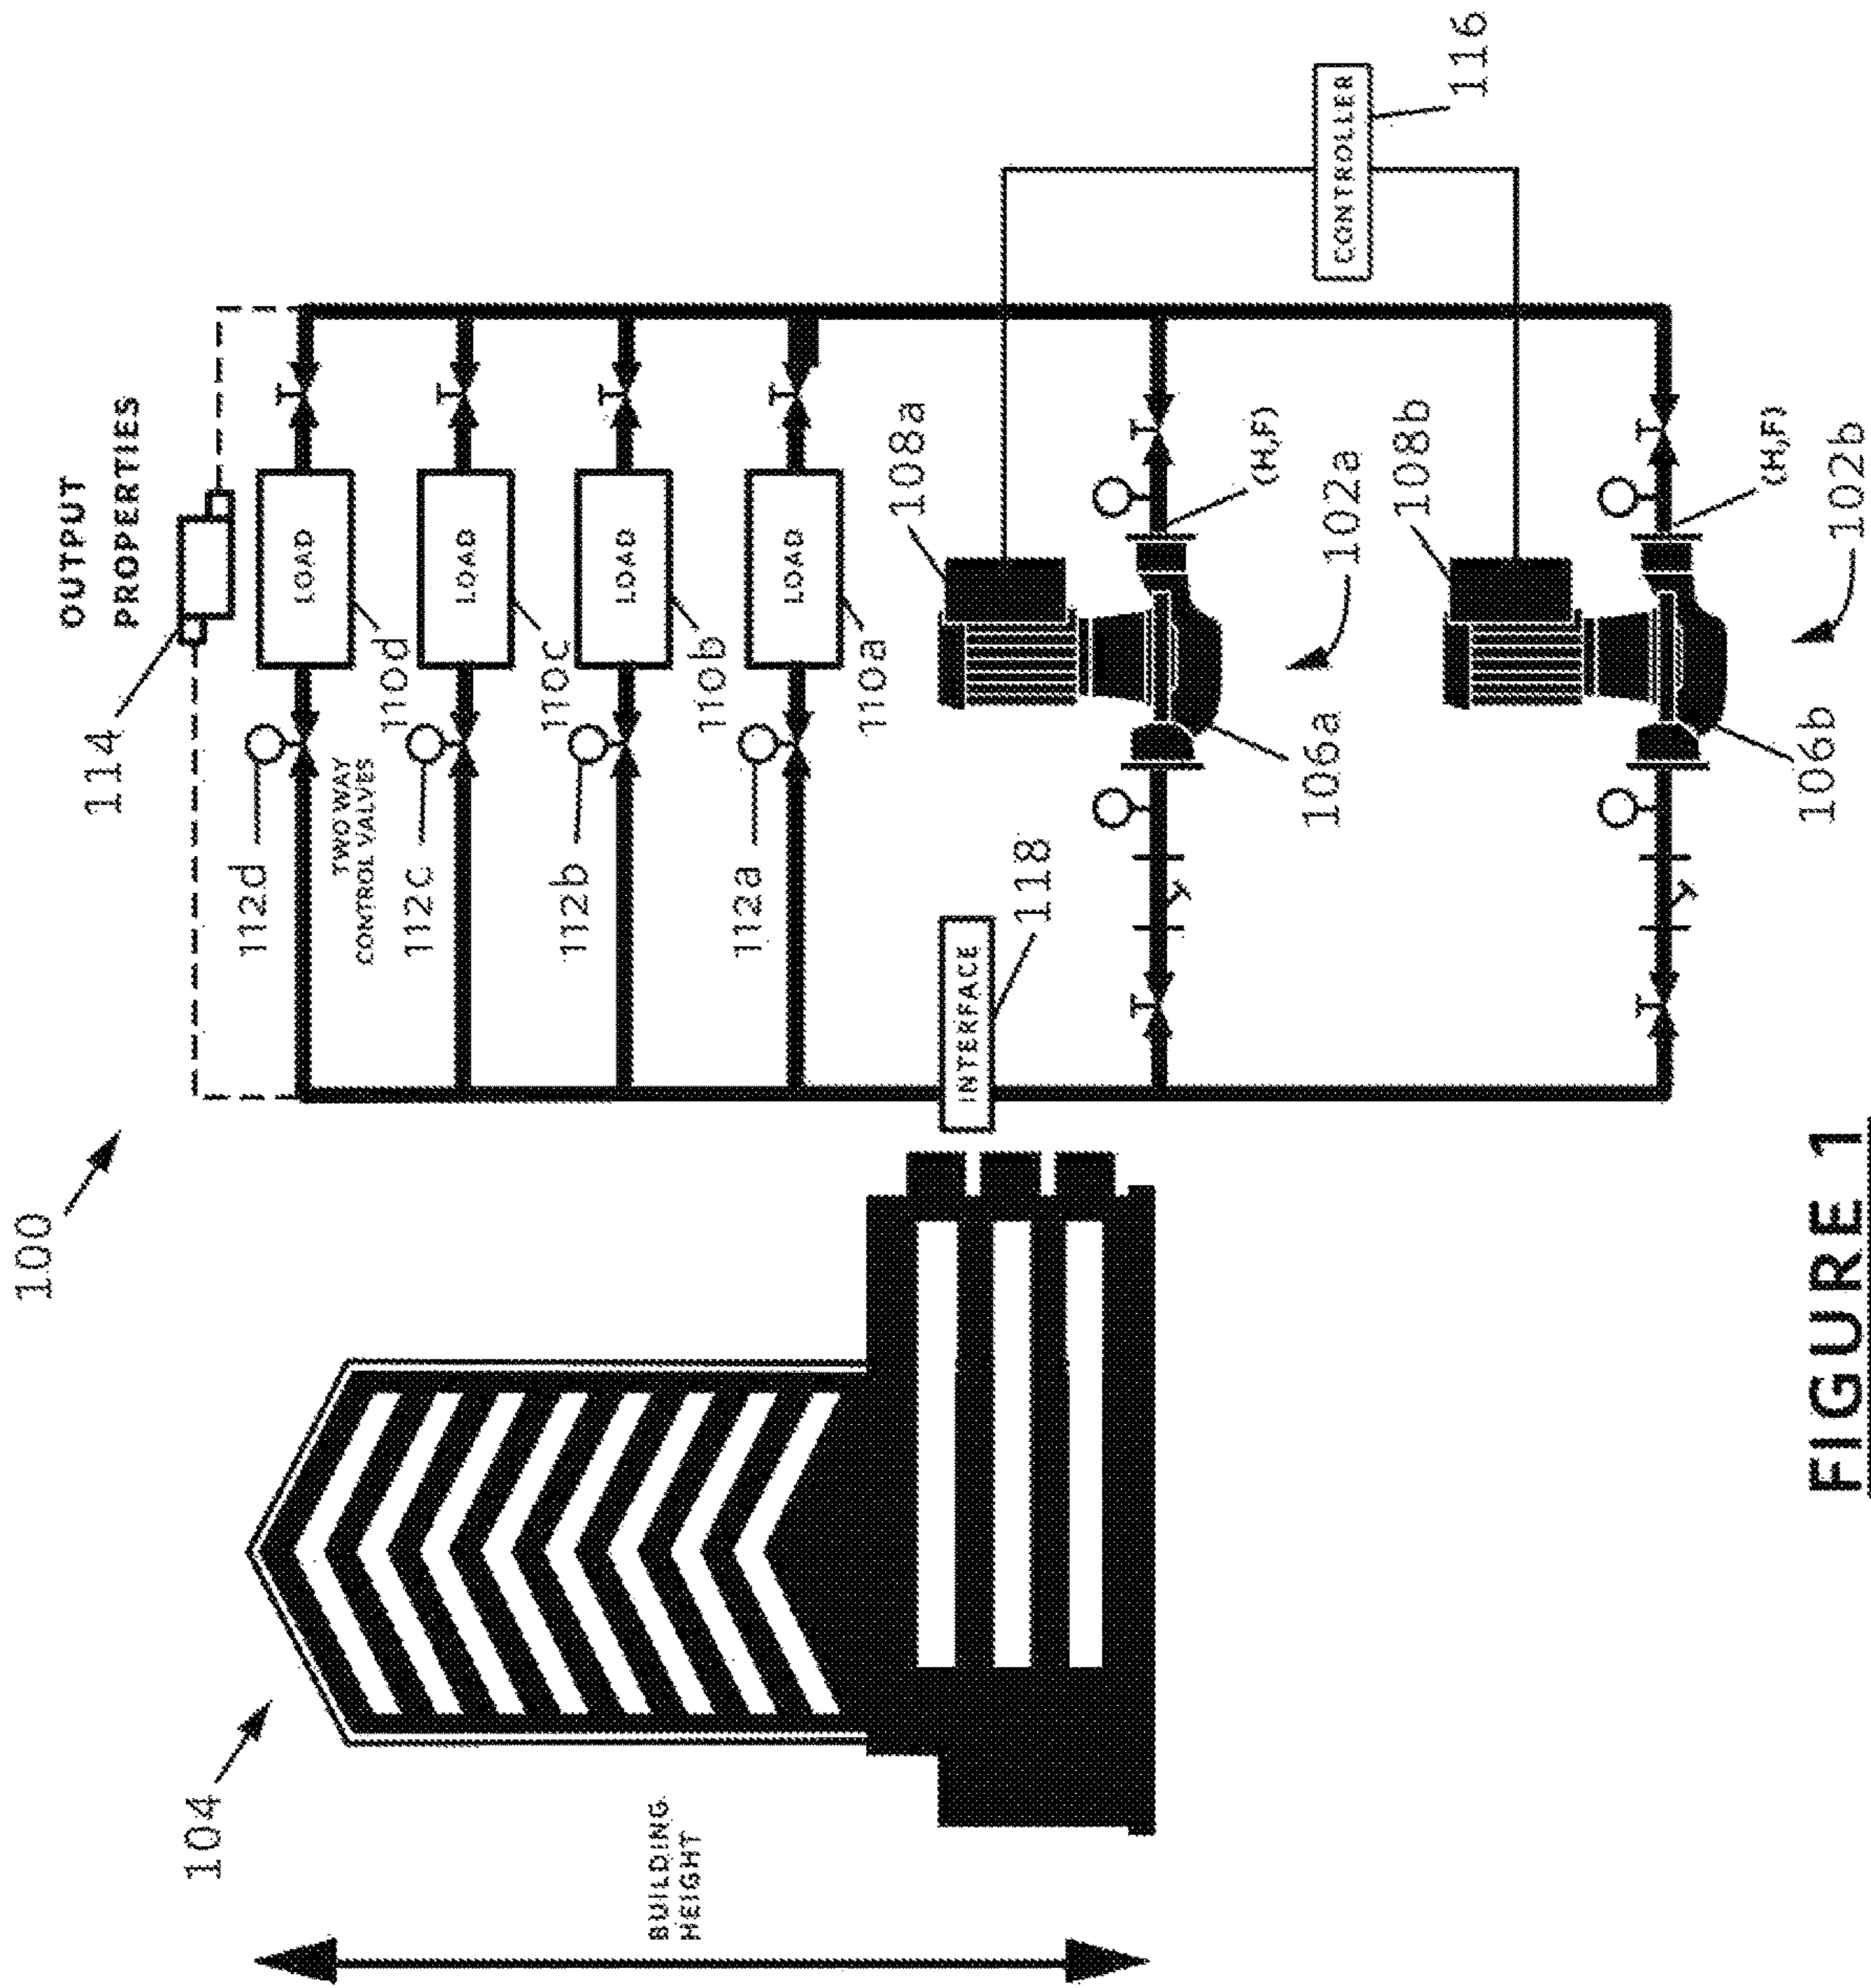 100
104
BUILDING
HEIGHT
OUTPUT
PROPERTIES
114
112d
LOAD
110d
TWO WAY
CONTROL VALVES
112c
LOAD
110c
112b
LOAD
110b
112a
LOAD
110a
INTERFACE
118
108a
(H,F)
106a
102a
CONTROLLER
116
108b
(H,F)
106b
102b
FIGURE 1